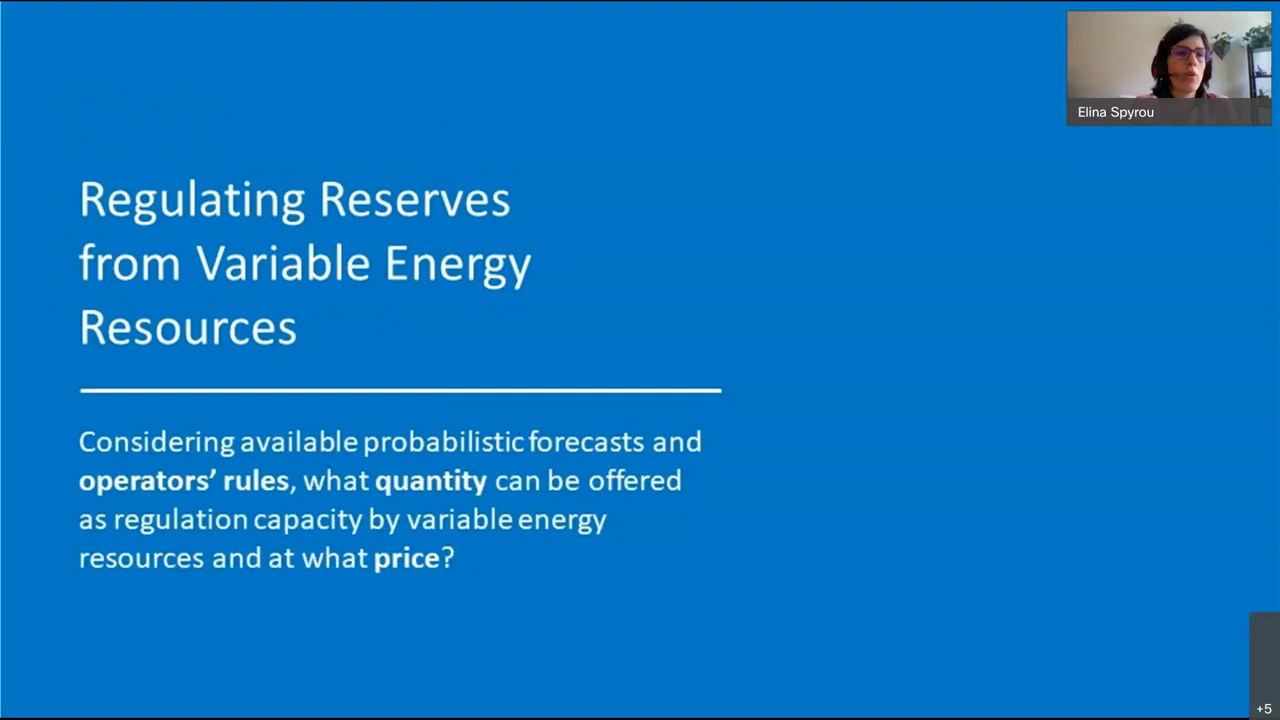 Elina Spyrou
Regulating Reserves
from Variable Energy
Resources
Considering available probabilistic forecasts and
operators’ rules, what quantity can be offered
as regulation capacity by variable energy
resources and at what price?
+5